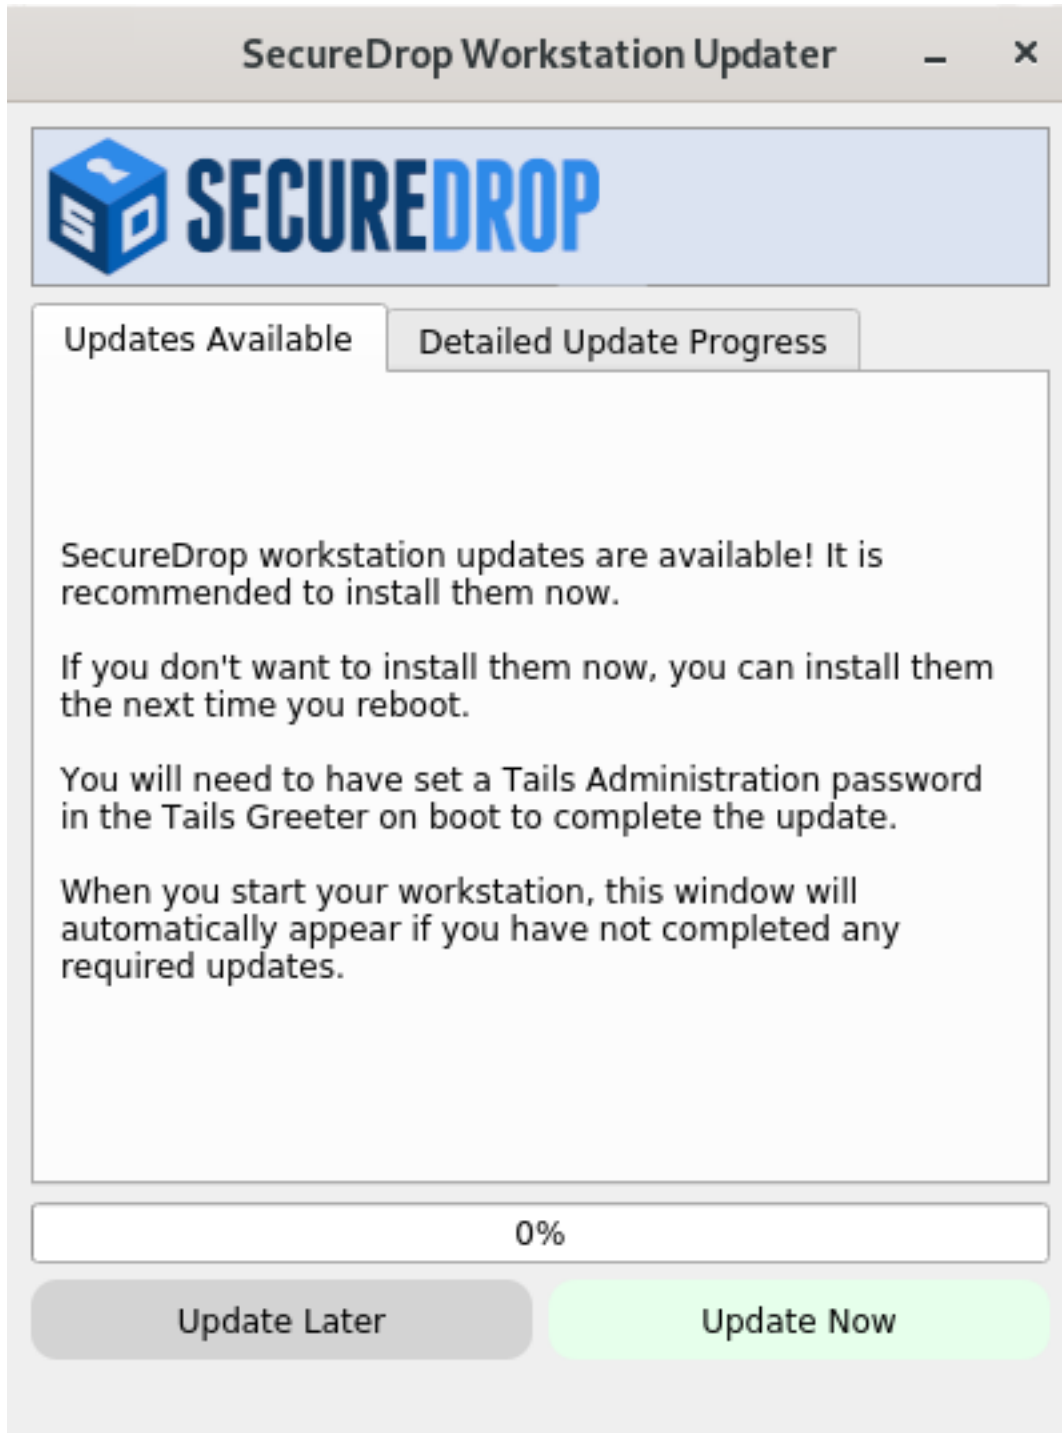 SecureDrop Workstation Updater
SECUREDROP
Updates Available
Detailed Update Progress
SecureDrop workstation updates are available! It is
recommended to install them now.
If you don't want to install them now, you can install them
the next time you reboot.
You will need to have set a Tails Administration password
in the Tails Greeter on boot to complete the update.
When you start your workstation, this window will
automatically appear if you have not completed any
required updates.
0%
Update Later
Update Now